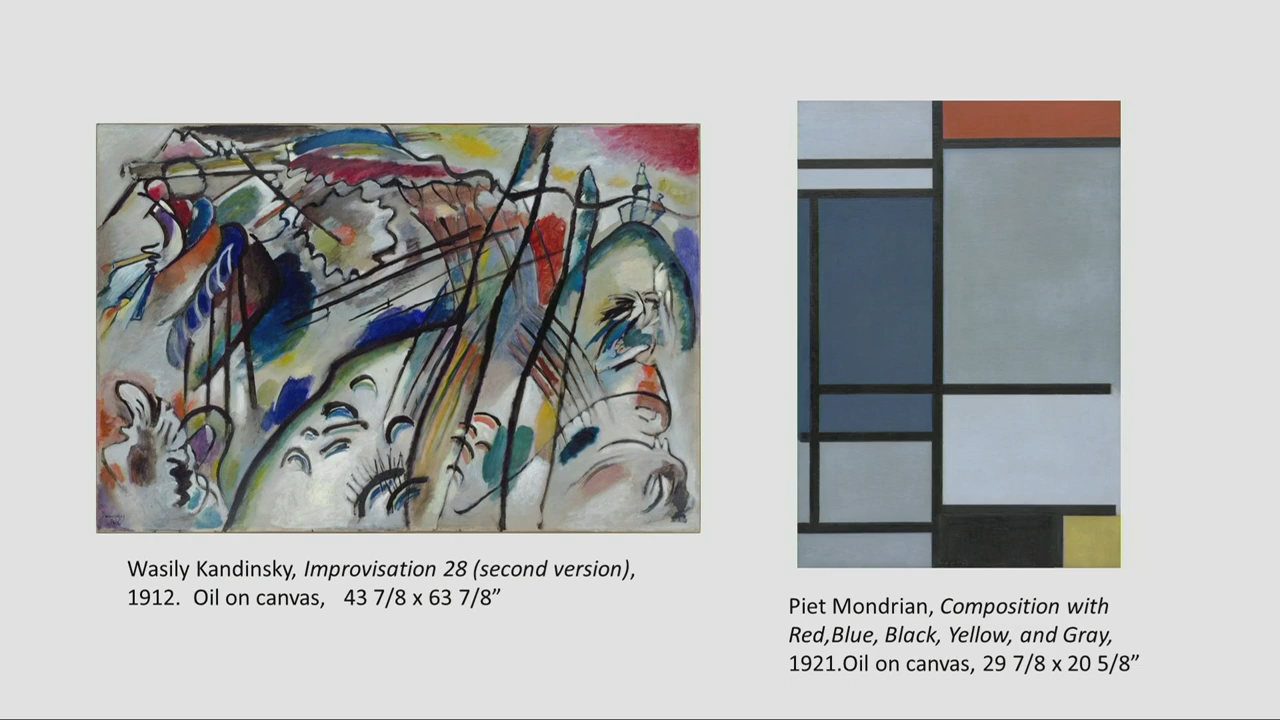 Wasily Kandinsky, Improvisation 28 (second version),
1912.  Oil on canvas,   43 7/8 x 63 7/8”
Piet Mondrian, Composition with
Red,Blue, Black, Yellow, and Gray,
1921.Oil on canvas, 29 7/8 x 20 5/8”